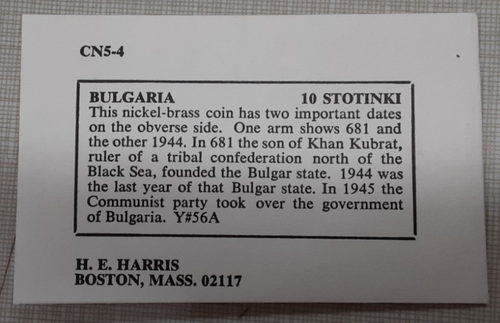 CN5-4
BULGARIA 10 STOTINKI
This nickel-brass coin has two important dates
on the obverse side. One arm shows 681 and
the other 1944. In 681 the son of Khan Kubrat,
ruler of a tribal confederation north of the
Black Sea, founded the Bulgar state. 1944 was
the last year of that Bulgar state. In 1945 the
Communist party took over the government
of Bulgaria. Y#56A
H. E. HARRIS
BOSTON, MASS. 02117